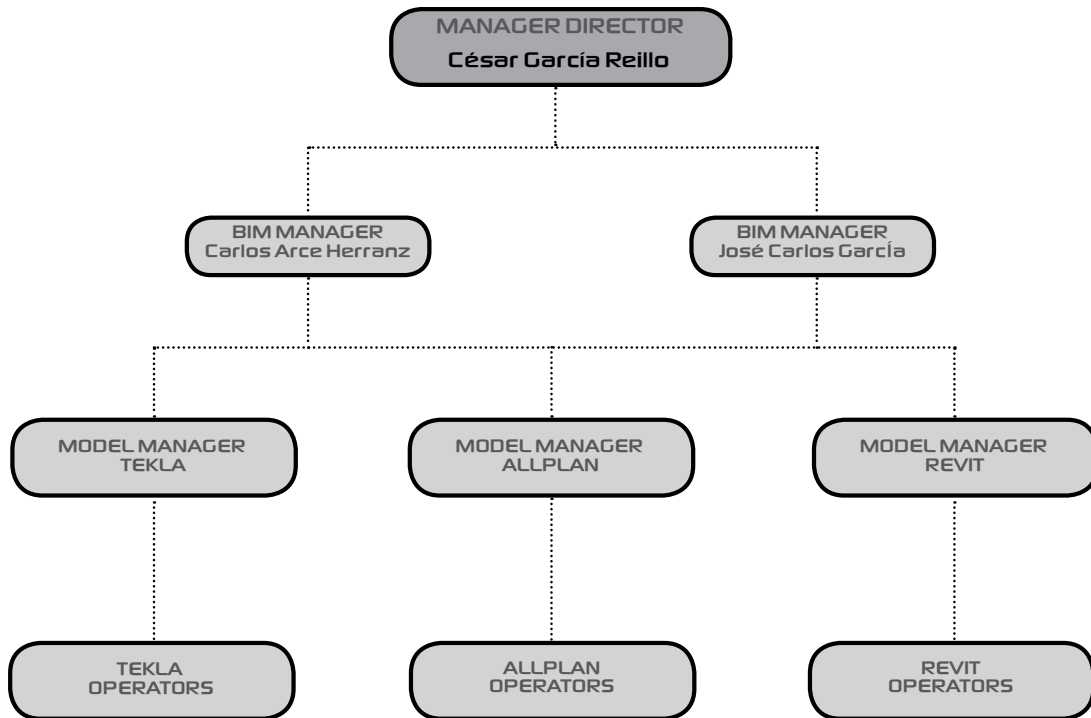 MANAGER DIRECTOR
César García Reillo
BIM MANAGER
Carlos Arce Herranz
BIM MANAGER
José Carlos García
MODEL MANAGER
TEKLA
MODEL MANAGER
ALLPLAN
MODEL MANAGER
REVIT
TEKLA
OPERATORS
ALLPLAN
OPERATORS
REVIT
OPERATORS